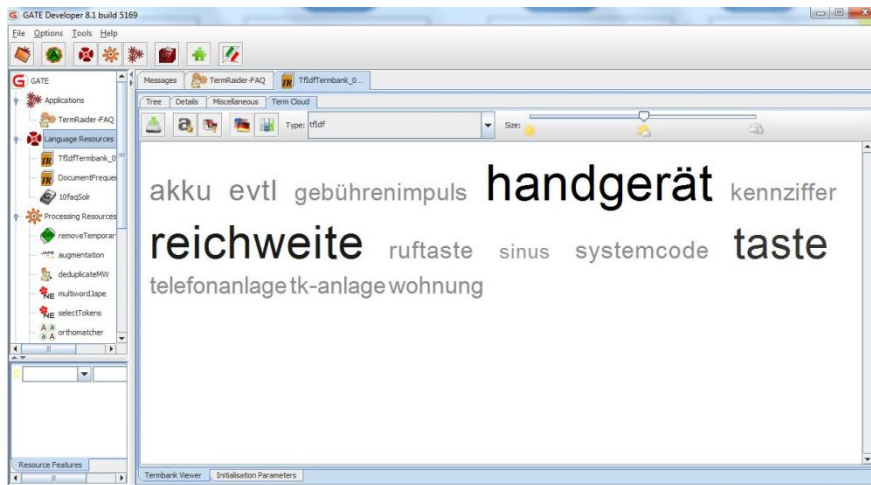 GATE Developer 8.1 build 5169
File Options Tools Help
GATE
Applications
TermRaider-FAQ
Language Resources
TfIdfTermbank_0
DocumentFreque
10faqSolr
Processing Resources
removeTemporar
augmentation
deduplicateMW
multiwordJape
selectTokens
orthomatcher
Resource Features
Messages TermRaider-FAQ TfIdfTermbank_0...
Tree Details Miscellaneous Term Cloud
Type: tfIdf Size:
akku evtl gebührenimpuls handgerät kennziffer
reichweite ruftaste sinus systemcode taste
telefonanlage tk-anlage wohnung
Termbank Viewer Initialisation Parameters